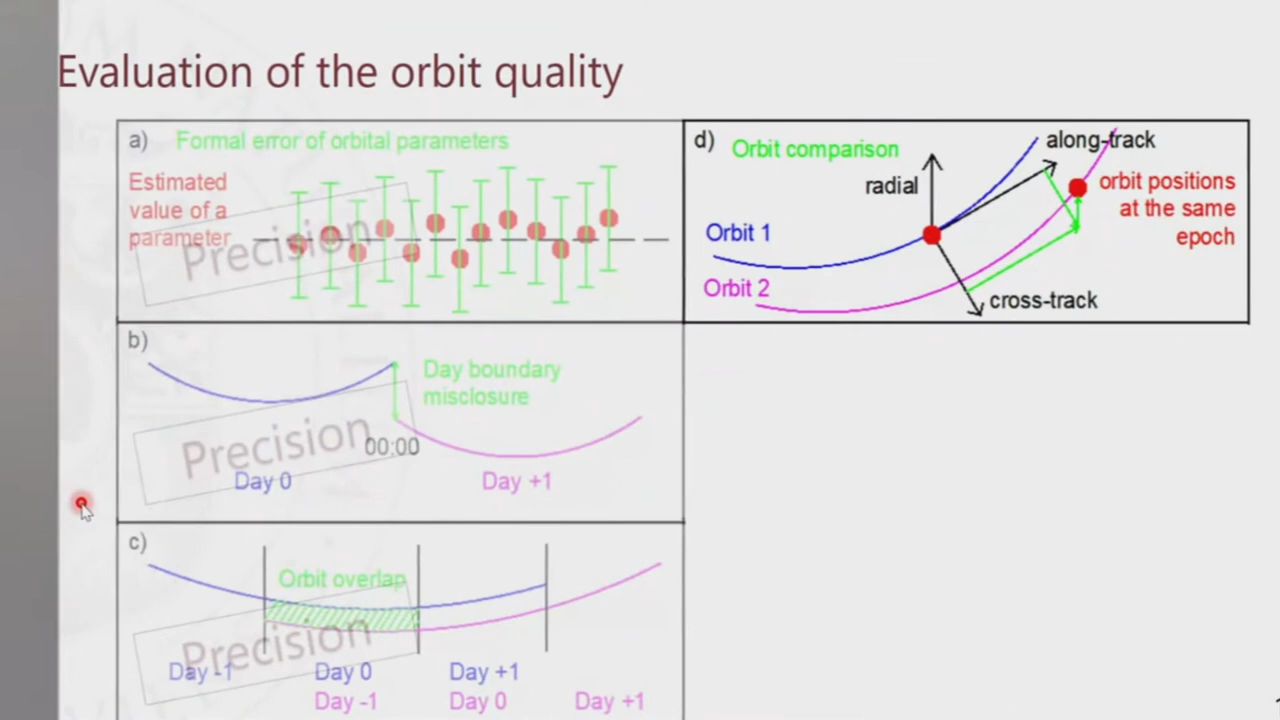 Evaluation of the orbit quality
a) Formal error of orbital parameters
Estimated
value of a
parameter
Precision
b)
Day boundary
misclosure
Precision
00:00
Day 0
Day +1
c)
Orbit overlap
Precision
Day -1 Day 0 Day +1
Day -1 Day 0 Day +1
d) Orbit comparison
along-track
radial
orbit positions
at the same
epoch
Orbit 1
Orbit 2
cross-track